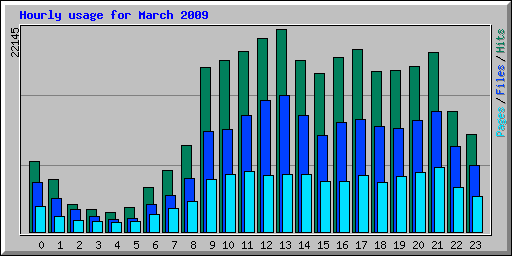 Hourly usage for March 2009
22145
Pages/Files/Hits
0 1 2 3 4 5 6 7 8 9 10 11 12 13 14 15 16 17 18 19 20 21 22 23